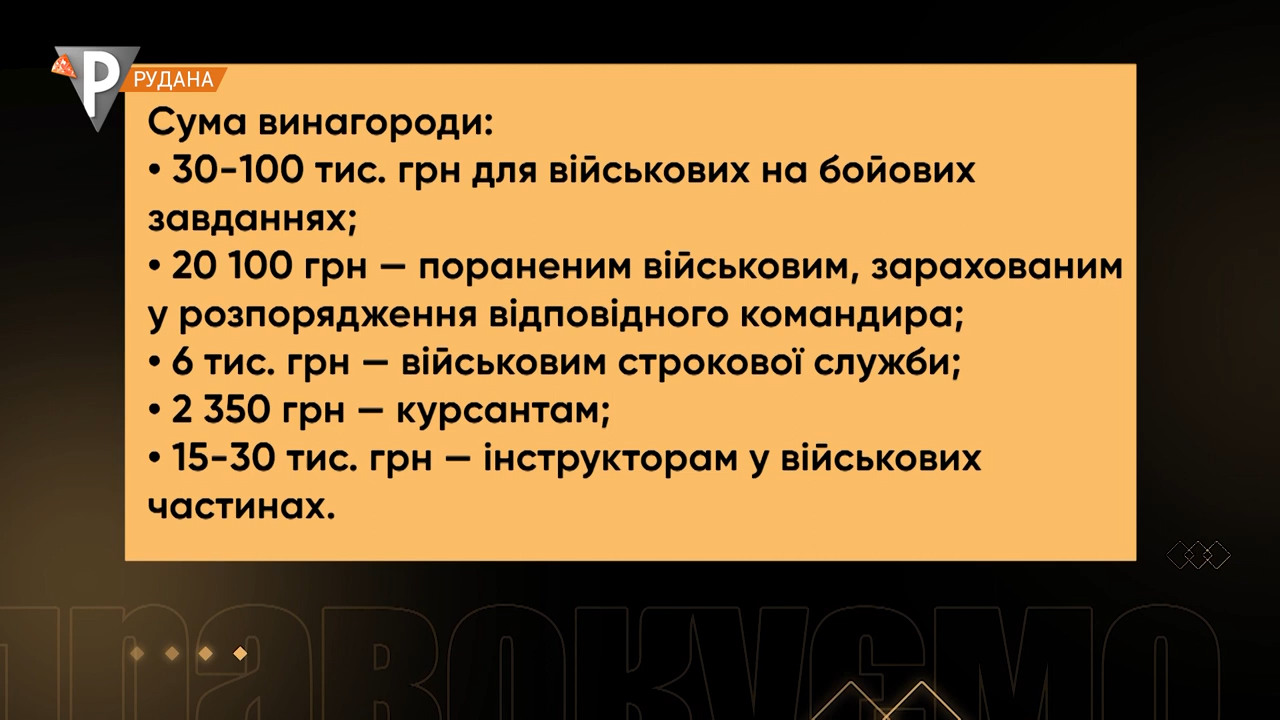 Р
РУДАНА
Сума винагороди:
• 30-100 тис. грн для військових на бойових
завданнях;
• 20 100 грн — пораненим військовим, зарахованим
у розпорядження відповідного командира;
• 6 тис. грн — військовим строкової служби;
• 2 350 грн — курсантам;
• 15-30 тис. грн — інструкторам у військових
частинах.
правокуємо